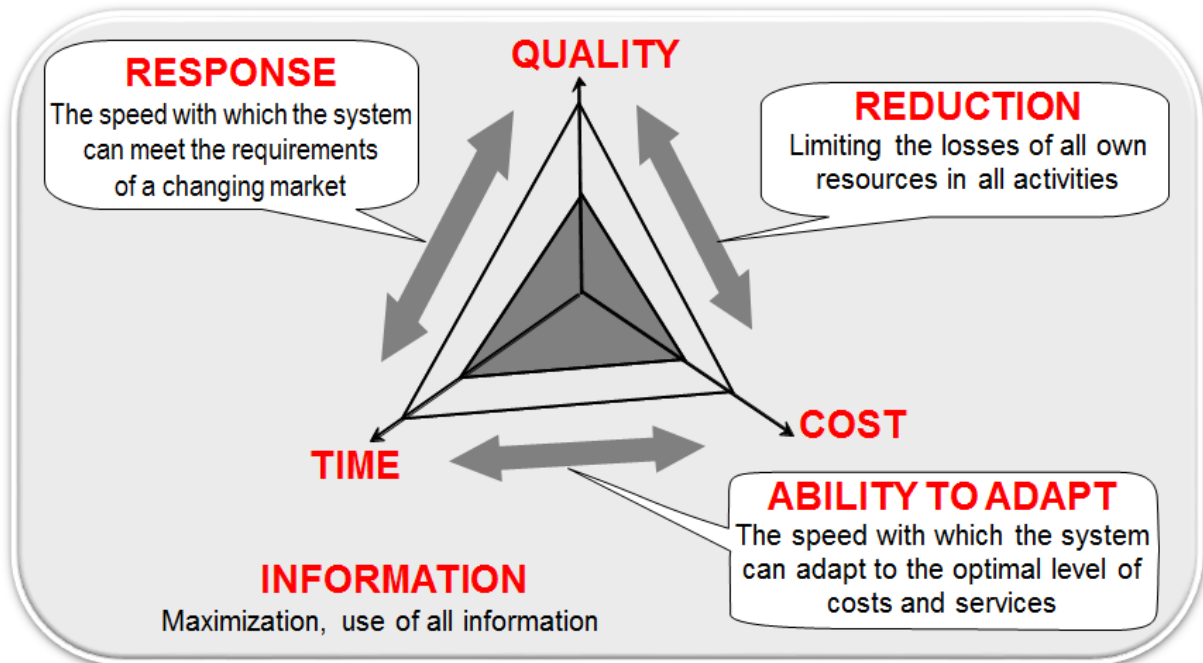 QUALITY
RESPONSE
The speed with which the system
can meet the requirements
of a changing market
REDUCTION
Limiting the losses of all own
resources in all activities
TIME
COST
ABILITY TO ADAPT
The speed with which the system
can adapt to the optimal level of
costs and services
INFORMATION
Maximization, use of all information